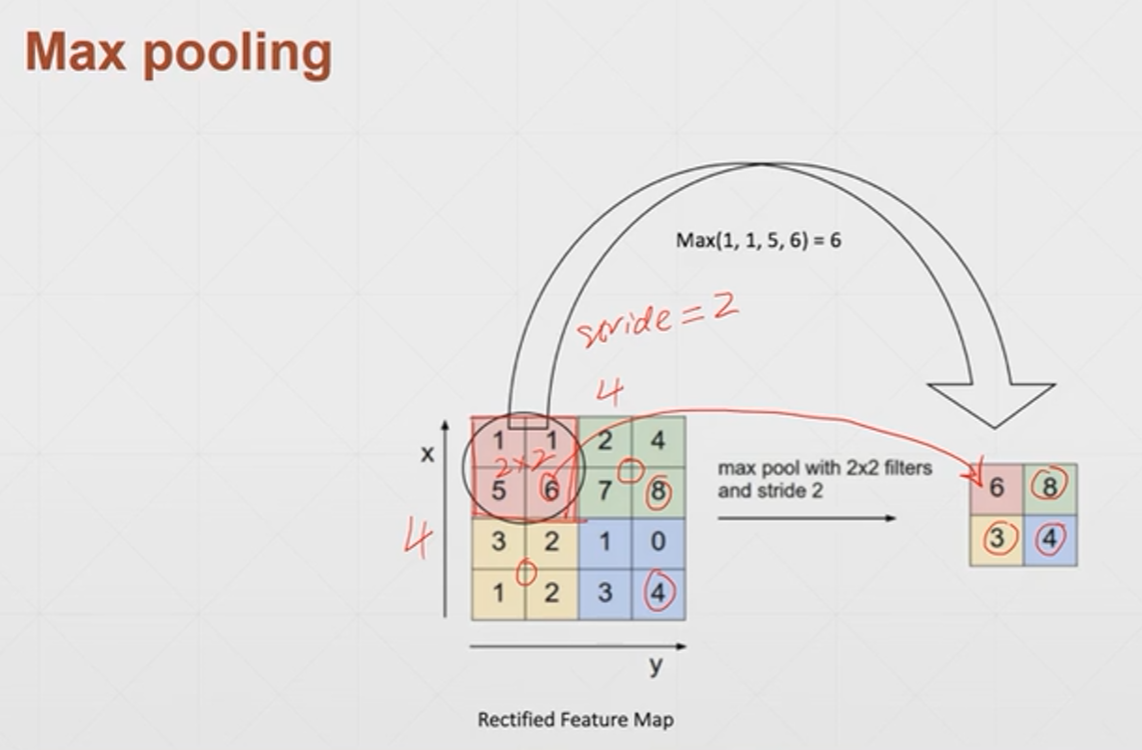 Max pooling
Max(1, 1, 5, 6) = 6
stride = 2
4
x
1 1 2 4
2×2
5 6 7 8
4
3 2 1 0
1 2 3 4
y
max pool with 2x2 filters
and stride 2
6 8
3 4
Rectified Feature Map